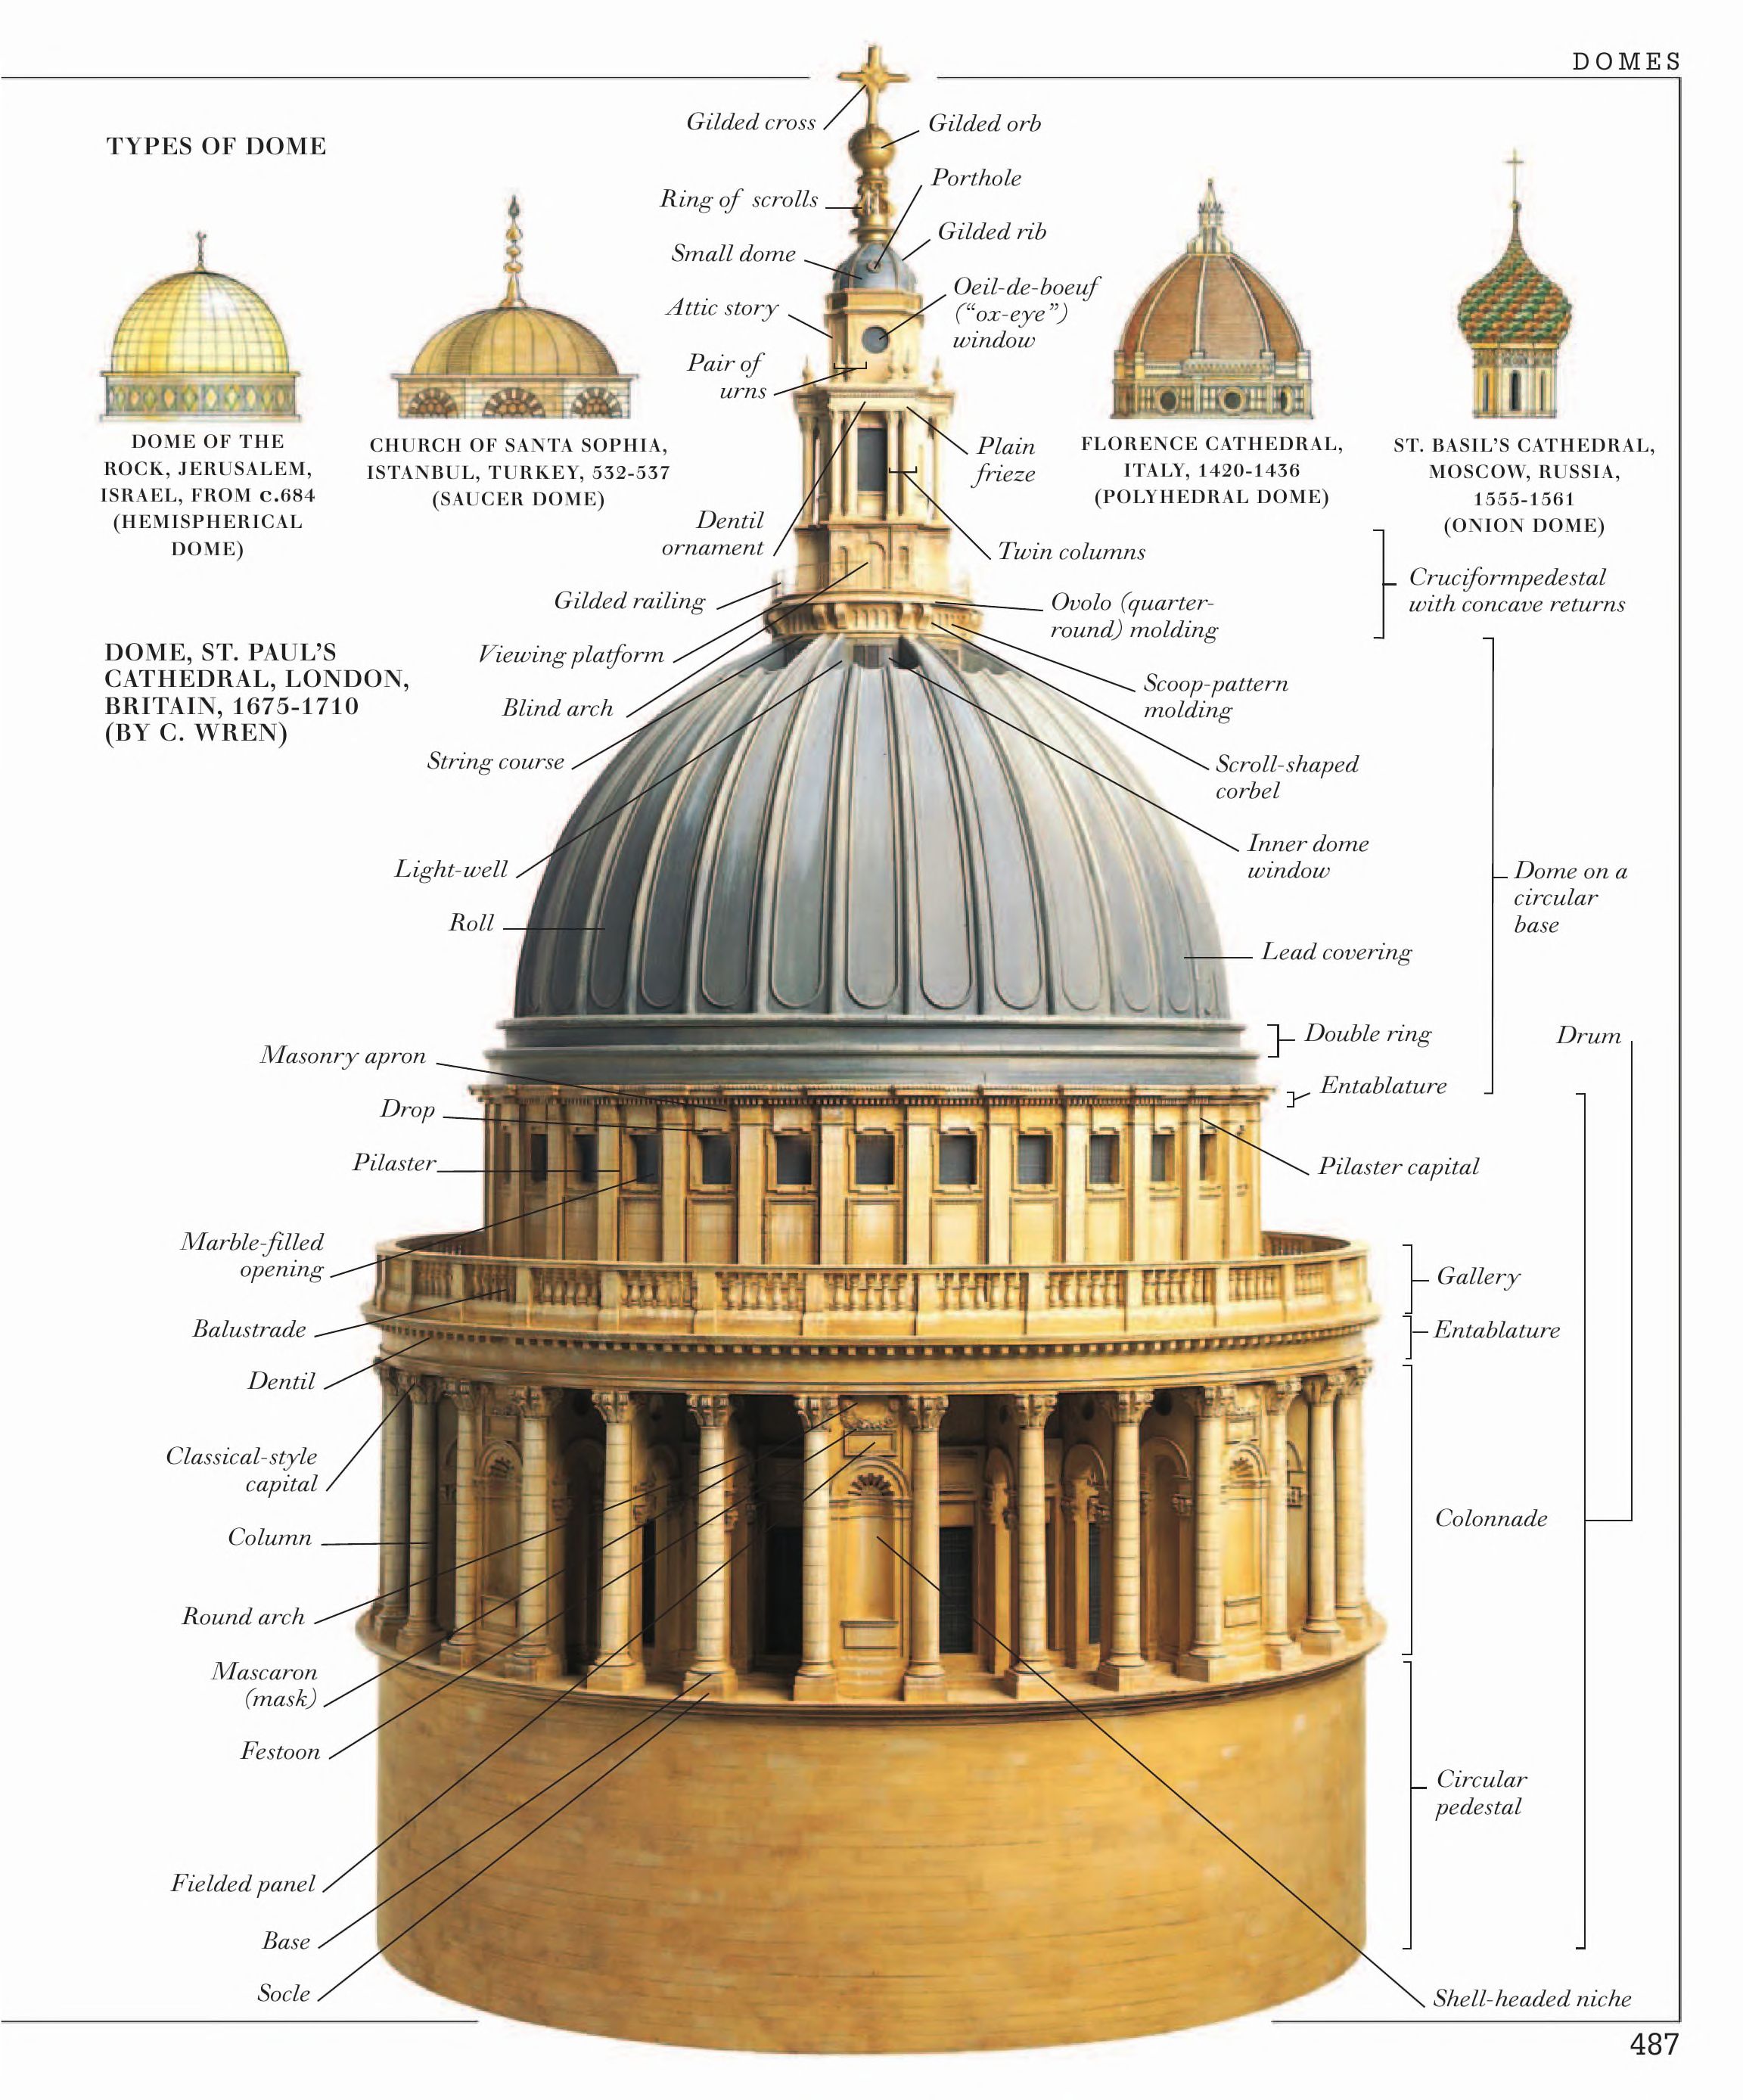 DOMES
TYPES OF DOME
DOME OF THE
ROCK, JERUSALEM,
ISRAEL, FROM c.684
(HEMISPHERICAL
DOME)
CHURCH OF SANTA SOPHIA,
ISTANBUL, TURKEY, 532-537
(SAUCER DOME)
FLORENCE CATHEDRAL,
ITALY, 1420-1436
(POLYHEDRAL DOME)
ST. BASIL'S CATHEDRAL,
MOSCOW, RUSSIA,
1555-1561
(ONION DOME)
DOME, ST. PAUL'S
CATHEDRAL, LONDON,
BRITAIN, 1675-1710
(BY C. WREN)
Gilded cross
Ring of scrolls
Small dome
Attic story
Pair of
urns
Dentil
ornament
Gilded railing
Viewing platform
Blind arch
String course
Light-well
Roll
Masonry apron
Drop
Pilaster
Marble-filled
opening
Balustrade
Dentil
Classical-style
capital
Column
Round arch
Mascaron
(mask)
Festoon
Fielded panel
Base
Socle
Gilded orb
Porthole
Gilded rib
Oeil-de-boeuf
(“ox-eye”)
window
Plain
frieze
Twin columns
Cruciformpedestal
with concave returns
Ovolo (quarter-
round) molding
Scoop-pattern
molding
Scroll-shaped
corbel
Inner dome
window
Dome on a
circular
base
Lead covering
Double ring
Drum
Entablature
Pilaster capital
Gallery
Entablature
Colonnade
Circular
pedestal
Shell-headed niche
487